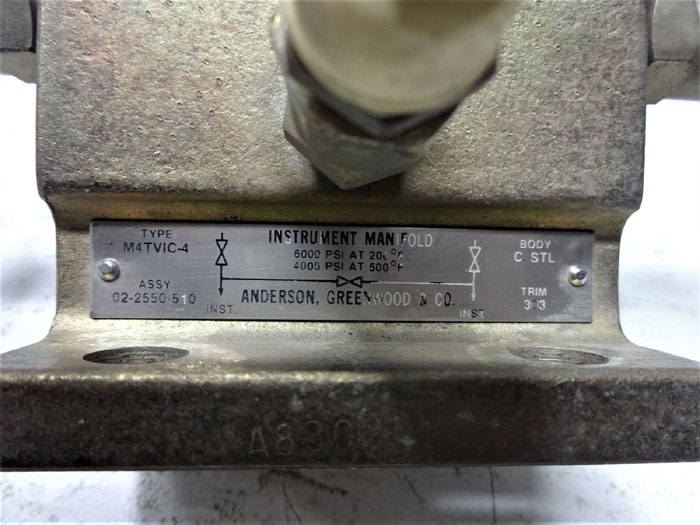 TYPE
M4TVIC-4
ASSY
02-2550-510
INST.
INSTRUMENT MANIFOLD
6000 PSI AT 200°F
4000 PSI AT 500°F
ANDERSON, GREENWOOD & CO.
INST
BODY
C STL
TRIM
303